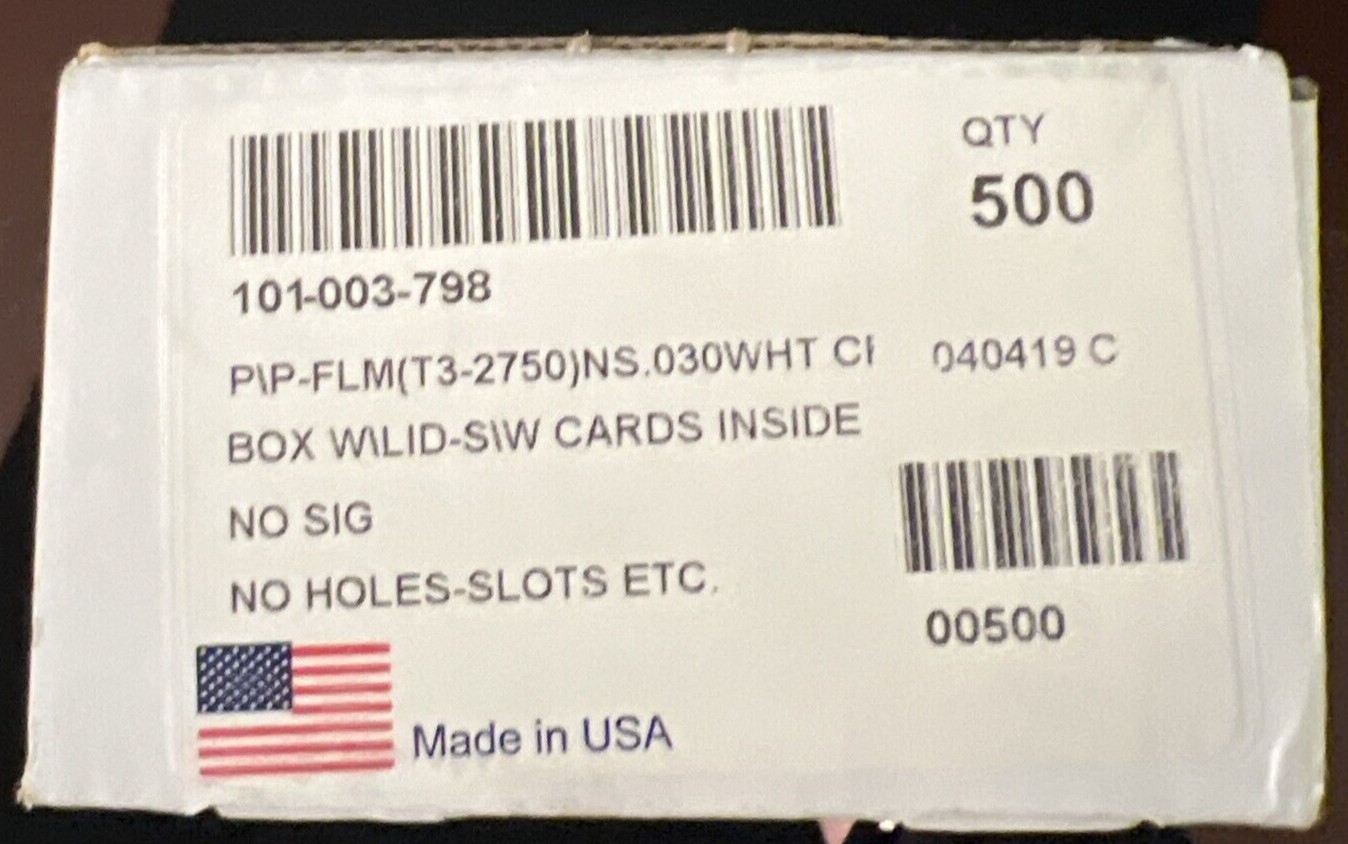 QTY
500
101-003-798
P\P-FLM(T3-2750)NS.030WHT 040419 C
BOX W\LID-S\W CARDS INSIDE
NO SIG
NO HOLES-SLOTS ETC.
00500
Made in USA